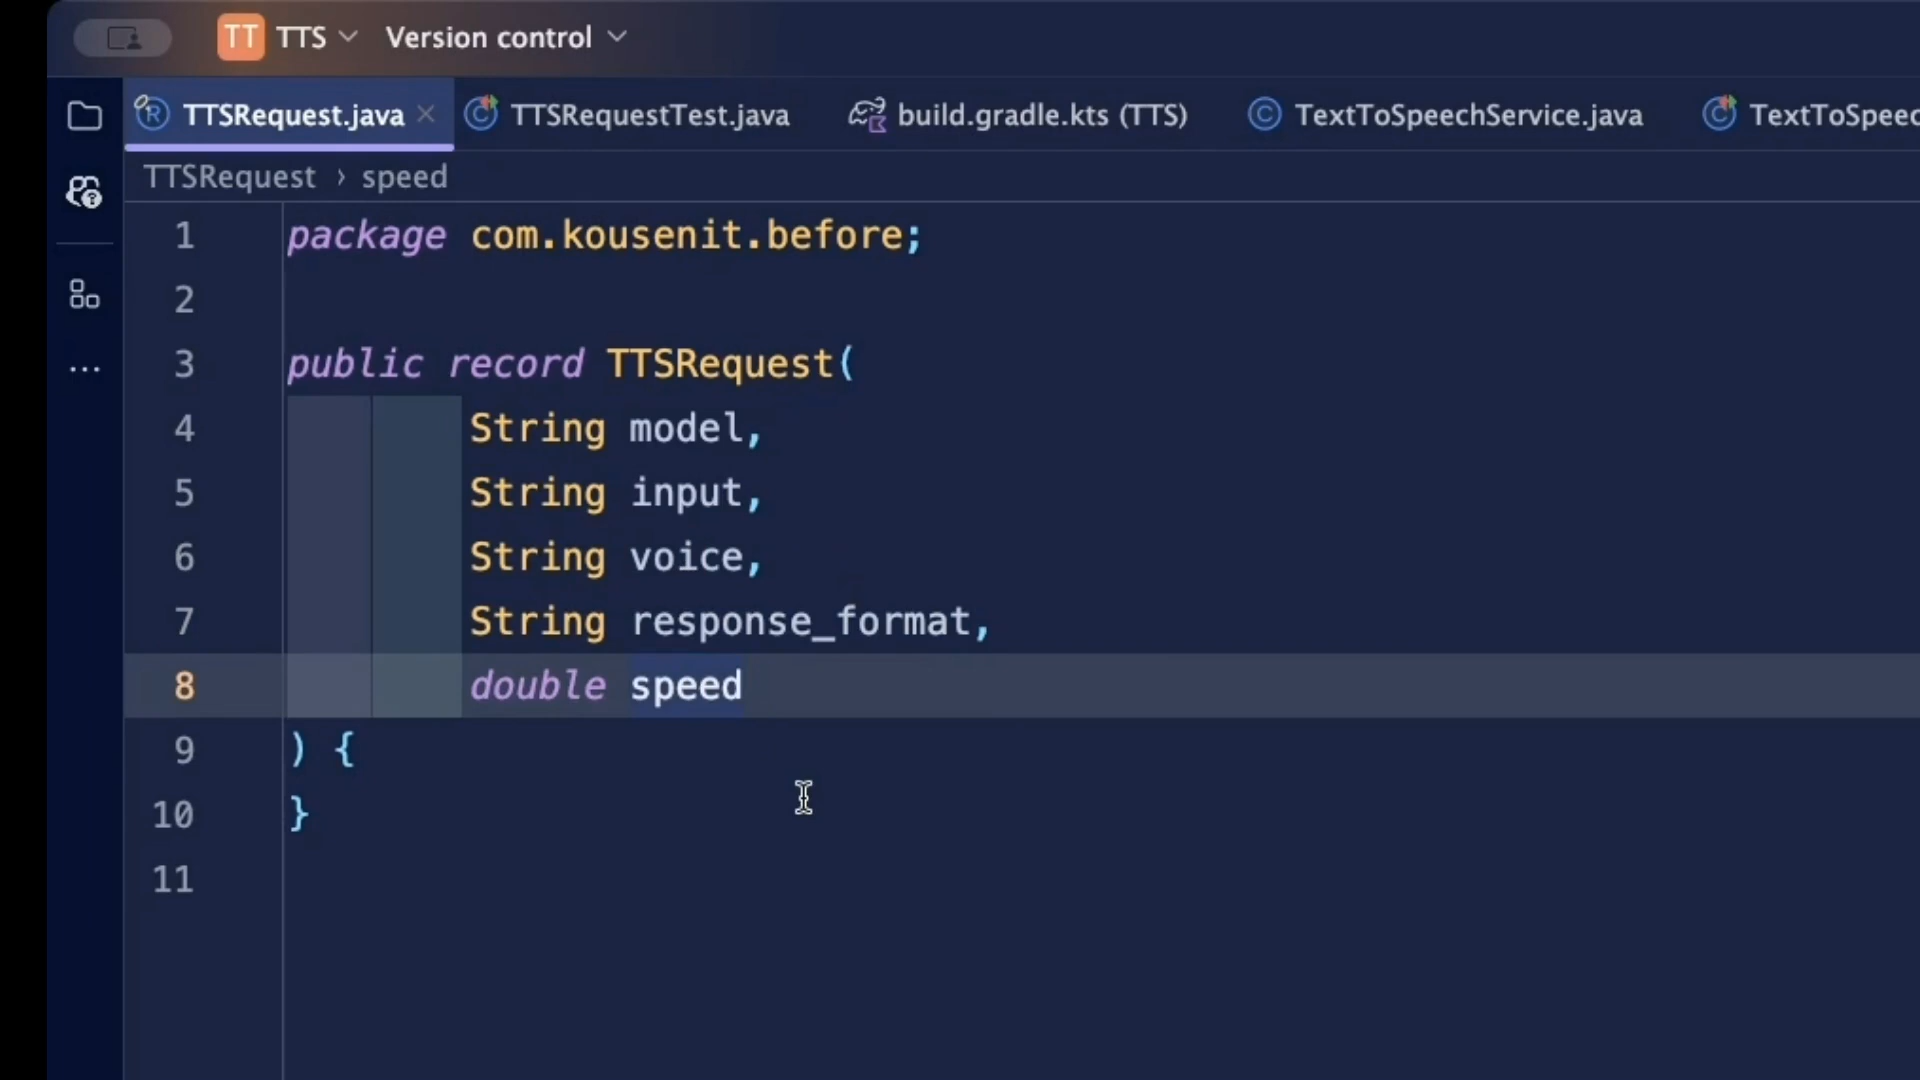 TT TTS Version control
TTSRequest.java TTSRequestTest.java build.gradle.kts (TTS) TextToSpeechService.java TextToSpeec
TTSRequest › speed
1 package com.kousenit.before;
2
3 public record TTSRequest(
4 String model,
5 String input,
6 String voice,
7 String response_format,
8 double speed
9 ) {
10 }
11